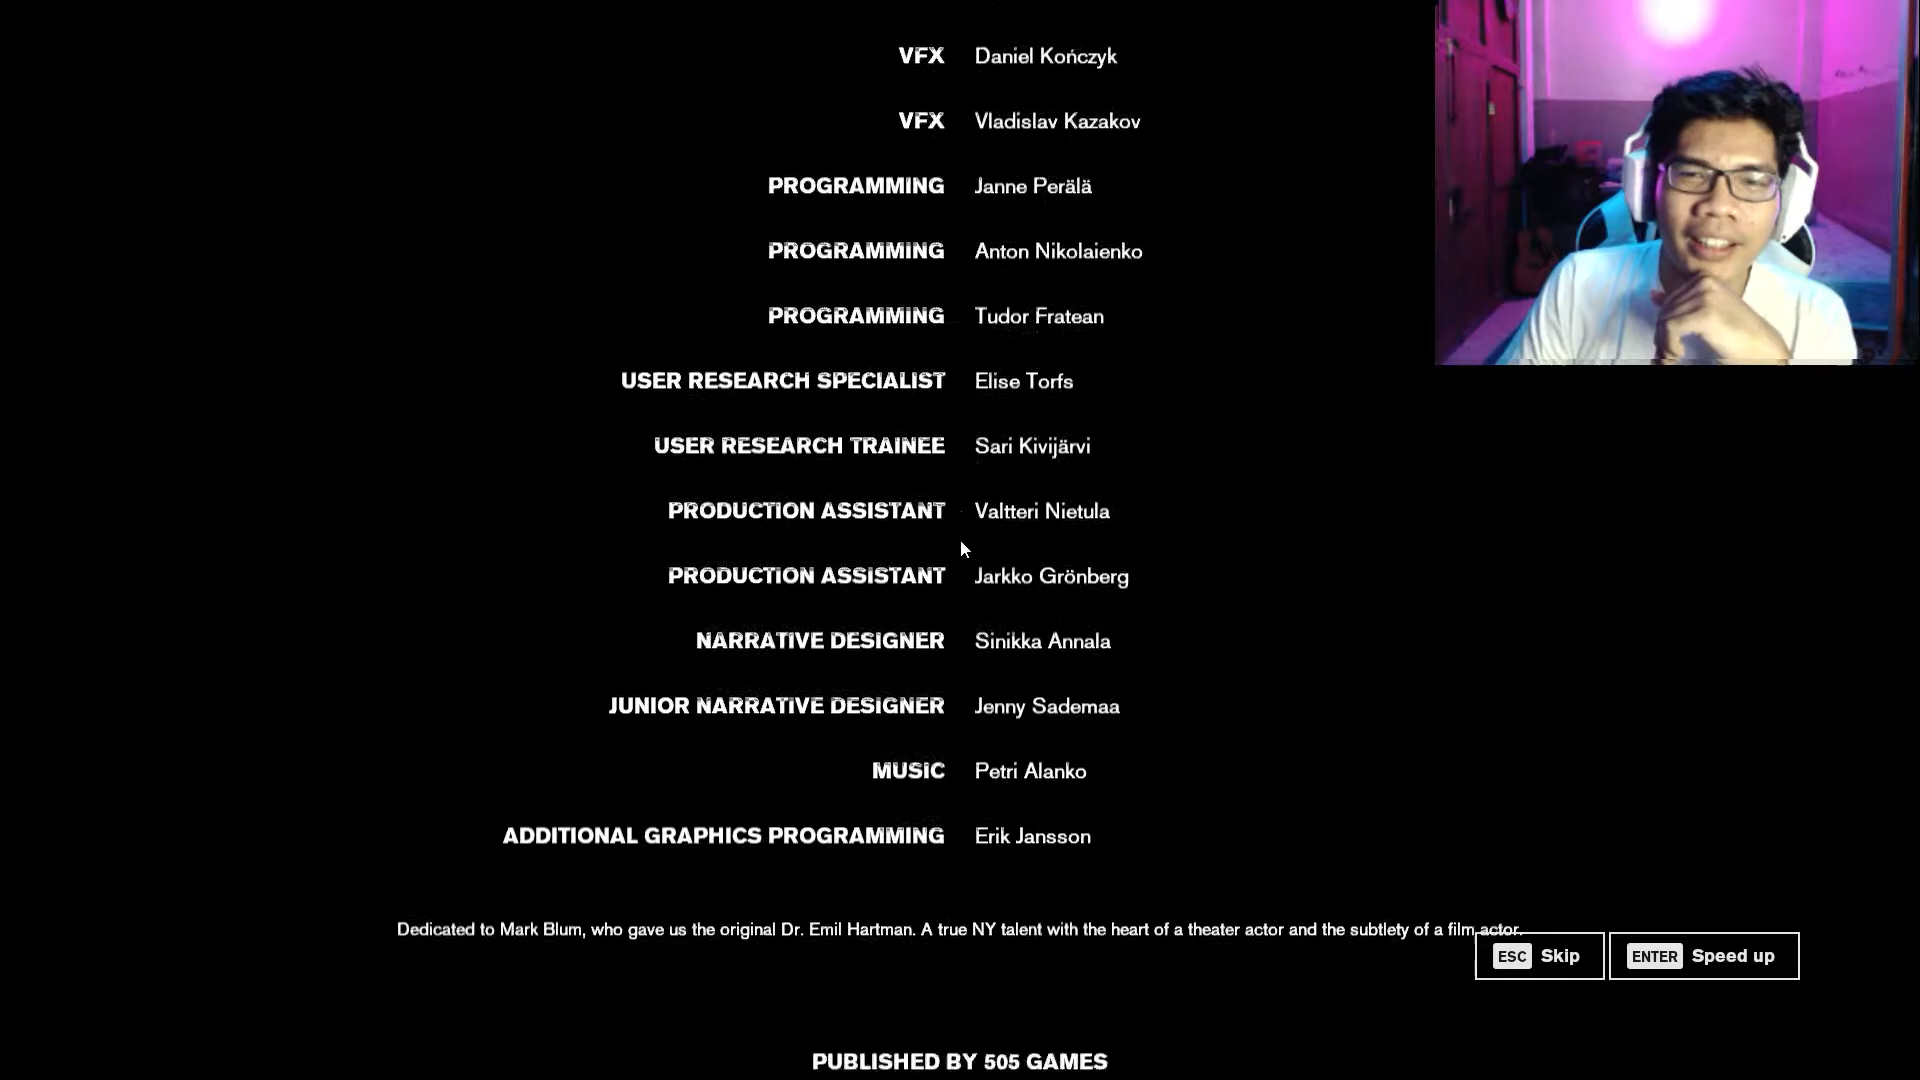 VFX Daniel Kończyk
VFX Vladislav Kazakov
PROGRAMMING Janne Perälä
PROGRAMMING Anton Nikolaienko
PROGRAMMING Tudor Fratean
USER RESEARCH SPECIALIST Elise Torfs
USER RESEARCH TRAINEE Sari Kivijärvi
PRODUCTION ASSISTANT Valtteri Nietula
PRODUCTION ASSISTANT Jarkko Grönberg
NARRATIVE DESIGNER Sinikka Annala
JUNIOR NARRATIVE DESIGNER Jenny Sademaa
MUSIC Petri Alanko
ADDITIONAL GRAPHICS PROGRAMMING Erik Jansson
Dedicated to Mark Blum, who gave us the original Dr. Emil Hartman. A true NY talent with the heart of a theater actor and the subtlety of a film actor.
ESC Skip ENTER Speed up
PUBLISHED BY 505 GAMES